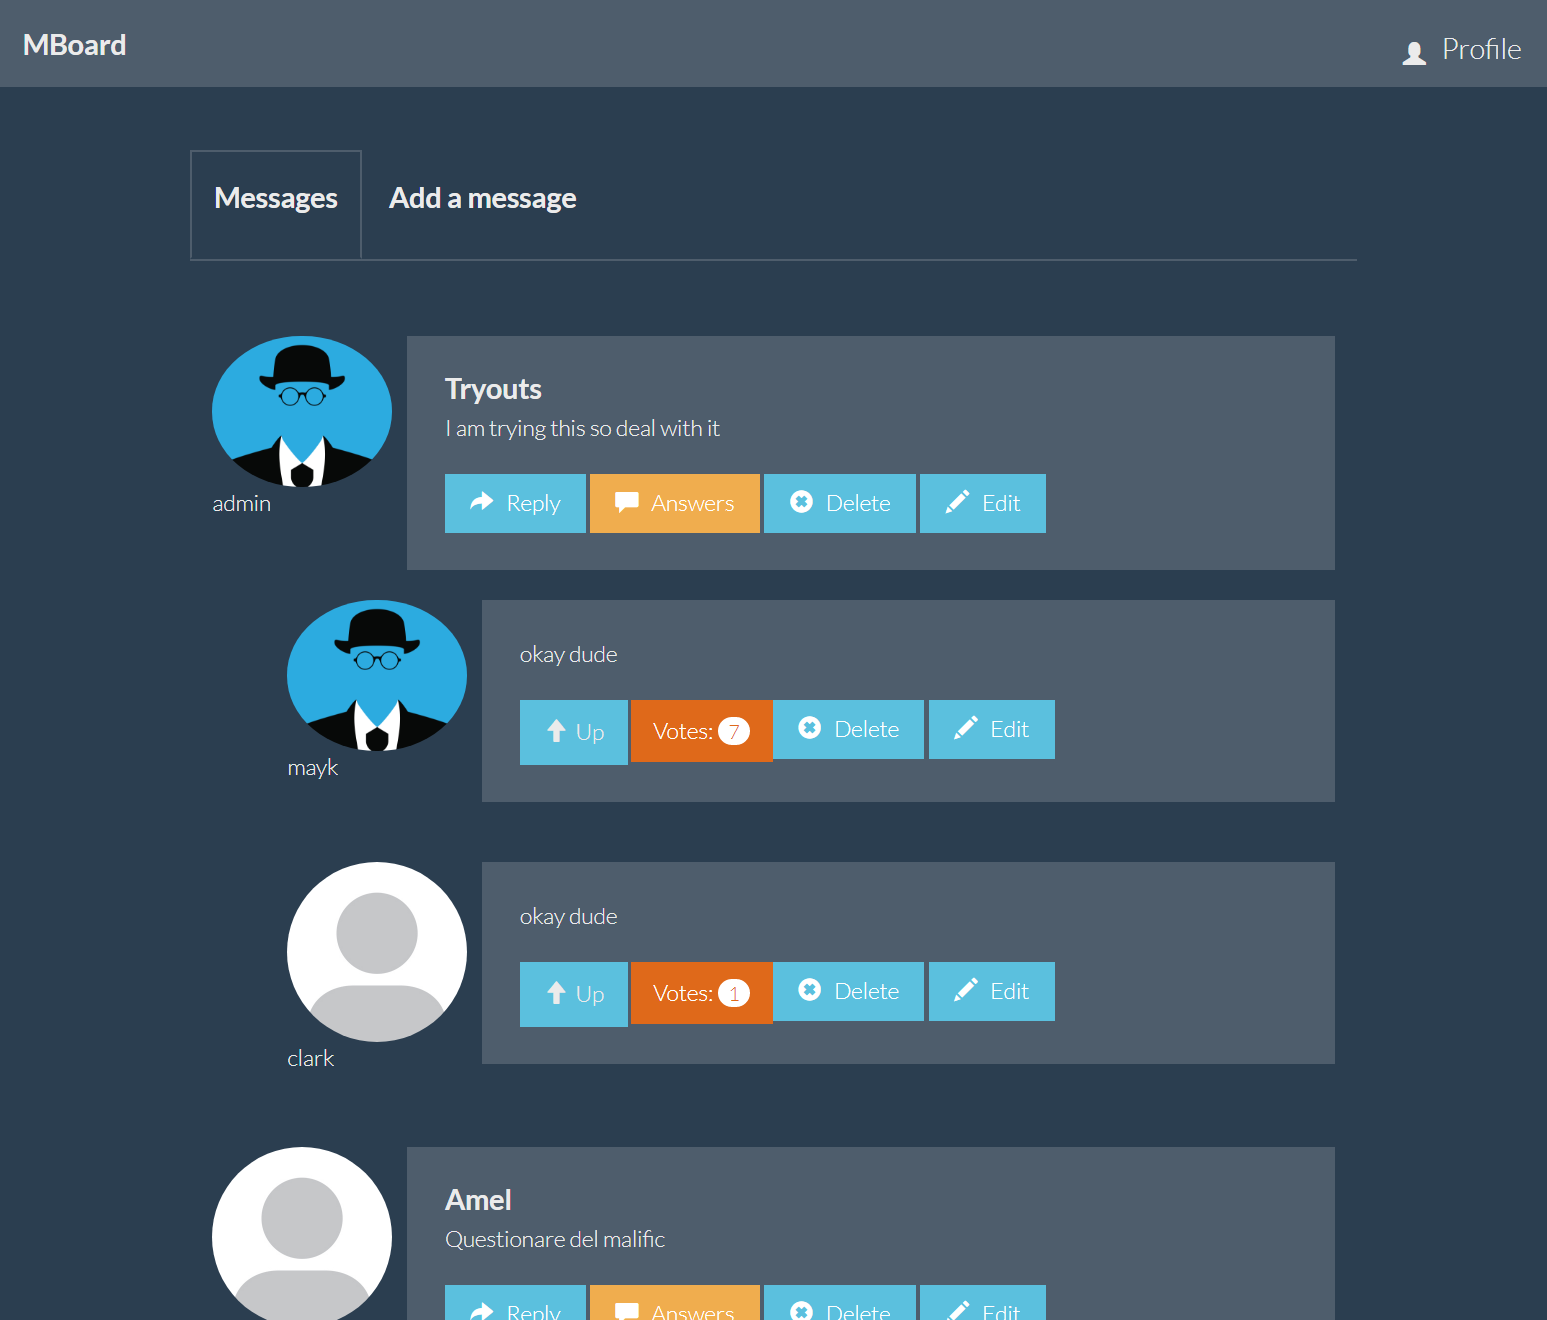 MBoard
Profile
Messages
Add a message
Tryouts
I am trying this so deal with it
Reply
Answers
Delete
Edit
admin
okay dude
Up
Votes: 7
Delete
Edit
mayk
okay dude
Up
Votes: 1
Delete
Edit
clark
Amel
Questionare del malific
Reply
Answers
Delete
Edit